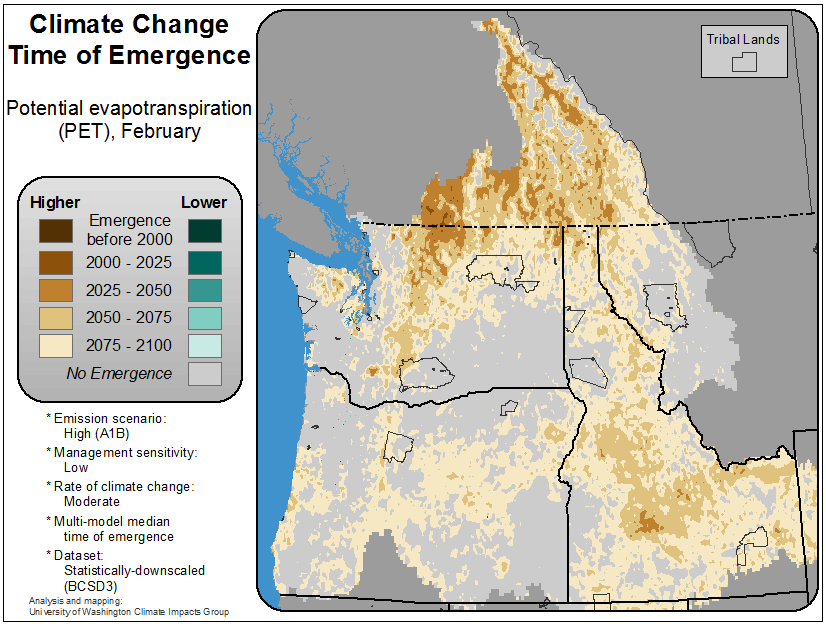 Climate Change
Time of Emergence
Potential evapotranspiration
(PET), February
Higher Lower
Emergence
before 2000
2000 - 2025
2025 - 2050
2050 - 2075
2075 - 2100
No Emergence
* Emission scenario:
High (A1B)
* Management sensitivity:
Low
* Rate of climate change:
Moderate
* Multi-model median
time of emergence
* Dataset:
Statistically-downscaled
(BCSD3)
Analysis and mapping:
University of Washington Climate Impacts Group
Tribal Lands